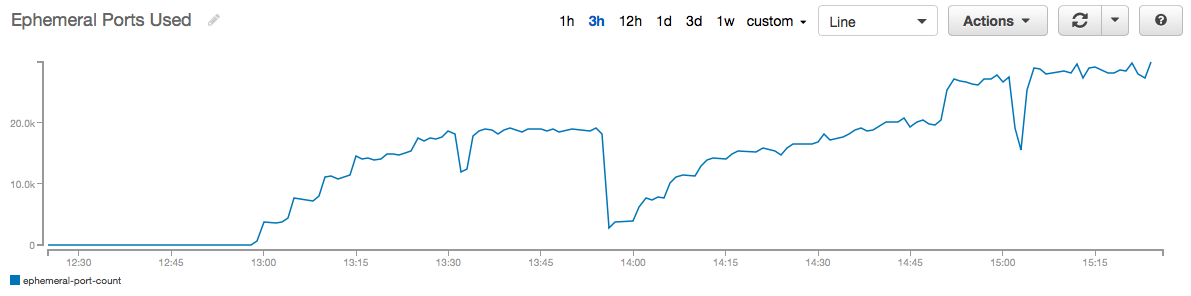 Ephemeral Ports Used
1h 3h 12h 1d 3d 1w custom Line Actions ?
20.0k
10.0k
0
12:30 12:45 13:00 13:15 13:30 13:45 14:00 14:15 14:30 14:45 15:00 15:15
ephemeral-port-count